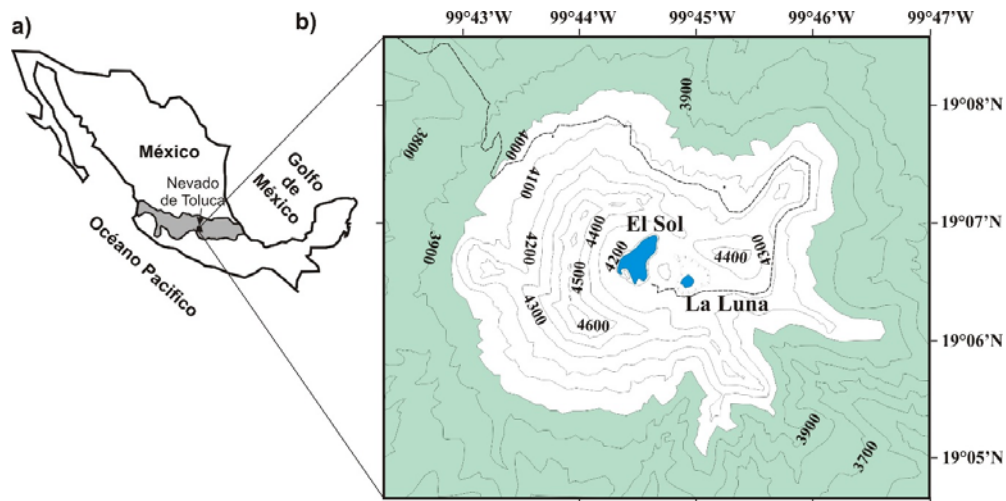 a)
México
Nevado
de Toluca
Golfo
de
México
Océano Pacifico
b)
99°43'W 99°44'W 99°45'W 99°46'W 99°47'W
19°08'N
19°07'N
19°06'N
19°05'N
3900
3800
4000
4100
3900
4200
4400
4200
4500
4300
4600
El Sol
4400
4300
La Luna
3900
3700